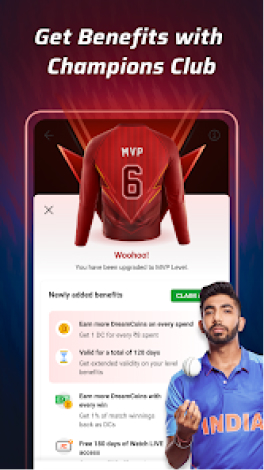 Get Benefits with
Champions Club
MVP
6
Woohoo!
You have been upgraded to MVP Level.
Newly added benefits
CLAIM
Earn more DreamCoins on every spend
Get 1 DC for every ₹5 spent
Valid for a total of 120 days
Get extended validity on your level
benefits
Earn more DreamCoins with
every win
Get 1% of match winnings
back as DCs
Free 180 days of Watch LIVE
access
INDIA